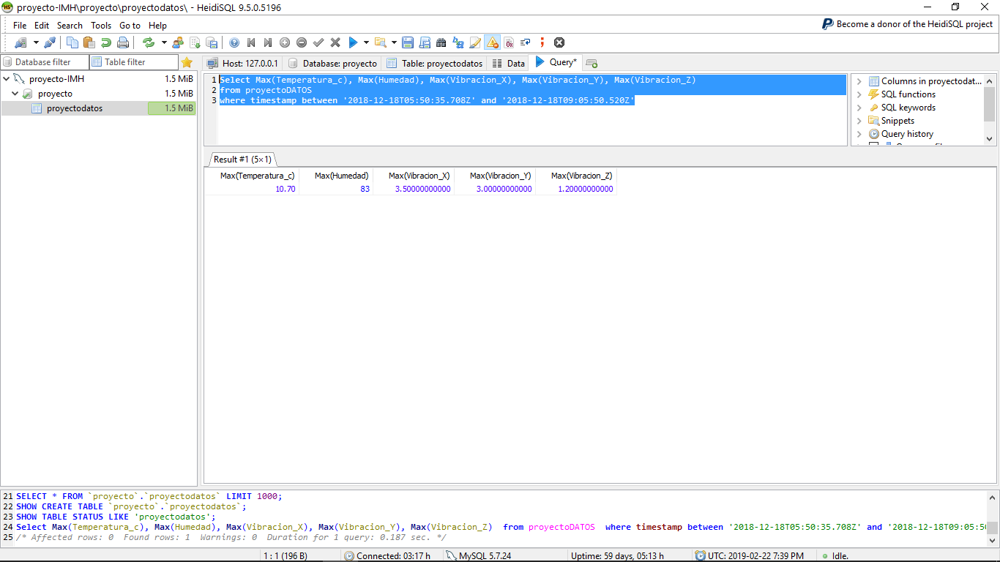 proyecto-IMH\proyecto\proyectodatos\ - HeidiSQL 9.5.0.5196
File Edit Search Tools Go to Help
Become a donor of the HeidiSQL project
Database filter
Table filter
Host: 127.0.0.1
Database: proyecto
Table: proyectodatos
Data
Query*
proyecto-IMH 1.5 MiB
proyecto 1.5 MiB
proyectodatos 1.5 MiB
1 Select Max(Temperatura_c), Max(Humedad), Max(Vibracion_X), Max(Vibracion_Y), Max(Vibracion_Z)
2 from proyectoDATOS
3 where timestamp between '2018-12-18T05:50:35.708Z' and '2018-12-18T09:05:50.520Z'
Columns in proyectodat...
SQL functions
SQL keywords
Snippets
Query history
Result #1 (5×1)
Max(Temperatura_c) Max(Humedad) Max(Vibracion_X) Max(Vibracion_Y) Max(Vibracion_Z)
10.70 83 3.50000000000 3.00000000000 1.20000000000
21 SELECT * FROM `proyecto`.`proyectodatos` LIMIT 1000;
22 SHOW CREATE TABLE `proyecto`.`proyectodatos`;
23 SHOW TABLE STATUS LIKE 'proyectodatos';
24 Select Max(Temperatura_c), Max(Humedad), Max(Vibracion_X), Max(Vibracion_Y), Max(Vibracion_Z) from proyectoDATOS where timestamp between '2018-12-18T05:50:35.708Z' and '2018-12-18T09:05:50
25 /* Affected rows: 0 Found rows: 1 Warnings: 0 Duration for 1 query: 0.187 sec. */
1 : 1 (196 B)
Connected: 03:17 h
MySQL 5.7.24
Uptime: 59 days, 05:13 h
UTC: 2019-02-22 7:39 PM
Idle.